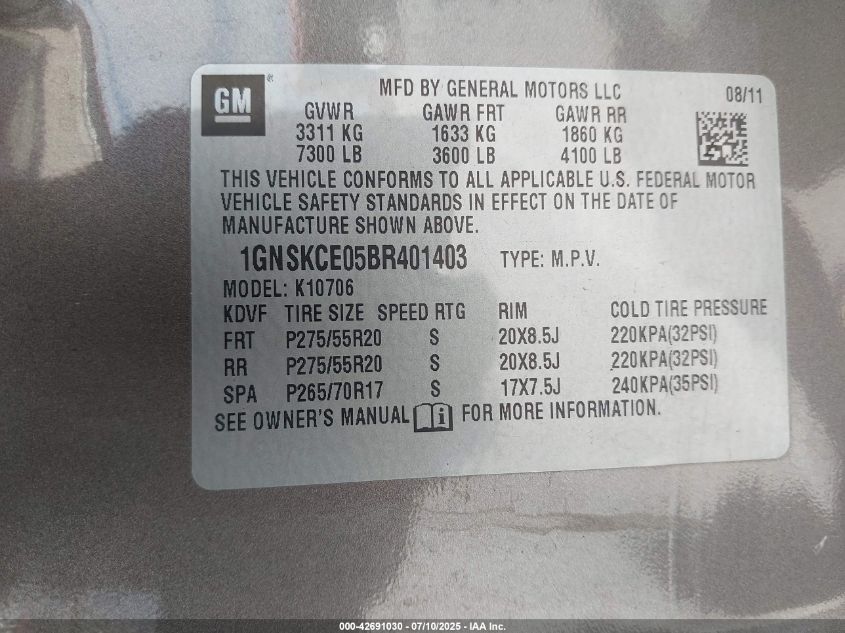 GM ®
MFD BY GENERAL MOTORS LLC 08/11
GVWR GAWR FRT GAWR RR
3311 KG 1633 KG 1860 KG
7300 LB 3600 LB 4100 LB
THIS VEHICLE CONFORMS TO ALL APPLICABLE U.S. FEDERAL MOTOR
VEHICLE SAFETY STANDARDS IN EFFECT ON THE DATE OF
MANUFACTURE SHOWN ABOVE.
1GNSKCE05BR401403 TYPE: M.P.V.
MODEL: K10706
KDVF TIRE SIZE SPEED RTG RIM COLD TIRE PRESSURE
FRT P275/55R20 S 20X8.5J 220KPA(32PSI)
RR P275/55R20 S 20X8.5J 220KPA(32PSI)
SPA P265/70R17 S 17X7.5J 240KPA(35PSI)
SEE OWNER'S MANUAL i FOR MORE INFORMATION.
000-42691030 - 07/10/2025 - IAA Inc.